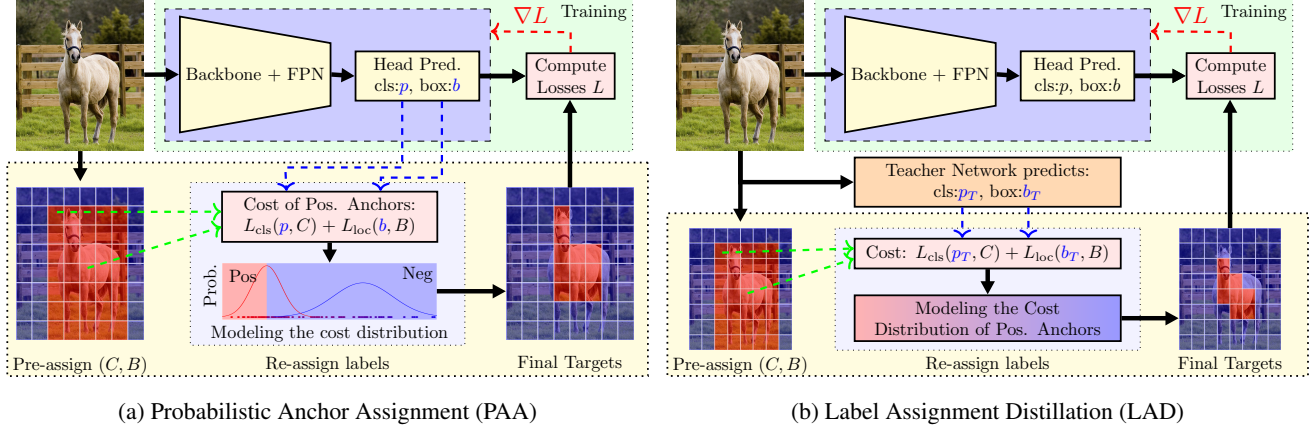 Training
∇L
Backbone + FPN
Head Pred.
cls:p, box:b
Compute
Losses L
Cost of Pos. Anchors:
L_cls(p, C) + L_loc(b, B)
Prob.
Pos
Neg
Modeling the cost distribution
Pre-assign (C, B)
Re-assign labels
Final Targets
(a) Probabilistic Anchor Assignment (PAA)
Training
∇L
Backbone + FPN
Head Pred.
cls:p, box:b
Compute
Losses L
Teacher Network predicts:
cls:p_T, box:b_T
Cost: L_cls(p_T, C) + L_loc(b_T, B)
Modeling the Cost
Distribution of Pos. Anchors
Pre-assign (C, B)
Re-assign labels
Final Targets
(b) Label Assignment Distillation (LAD)